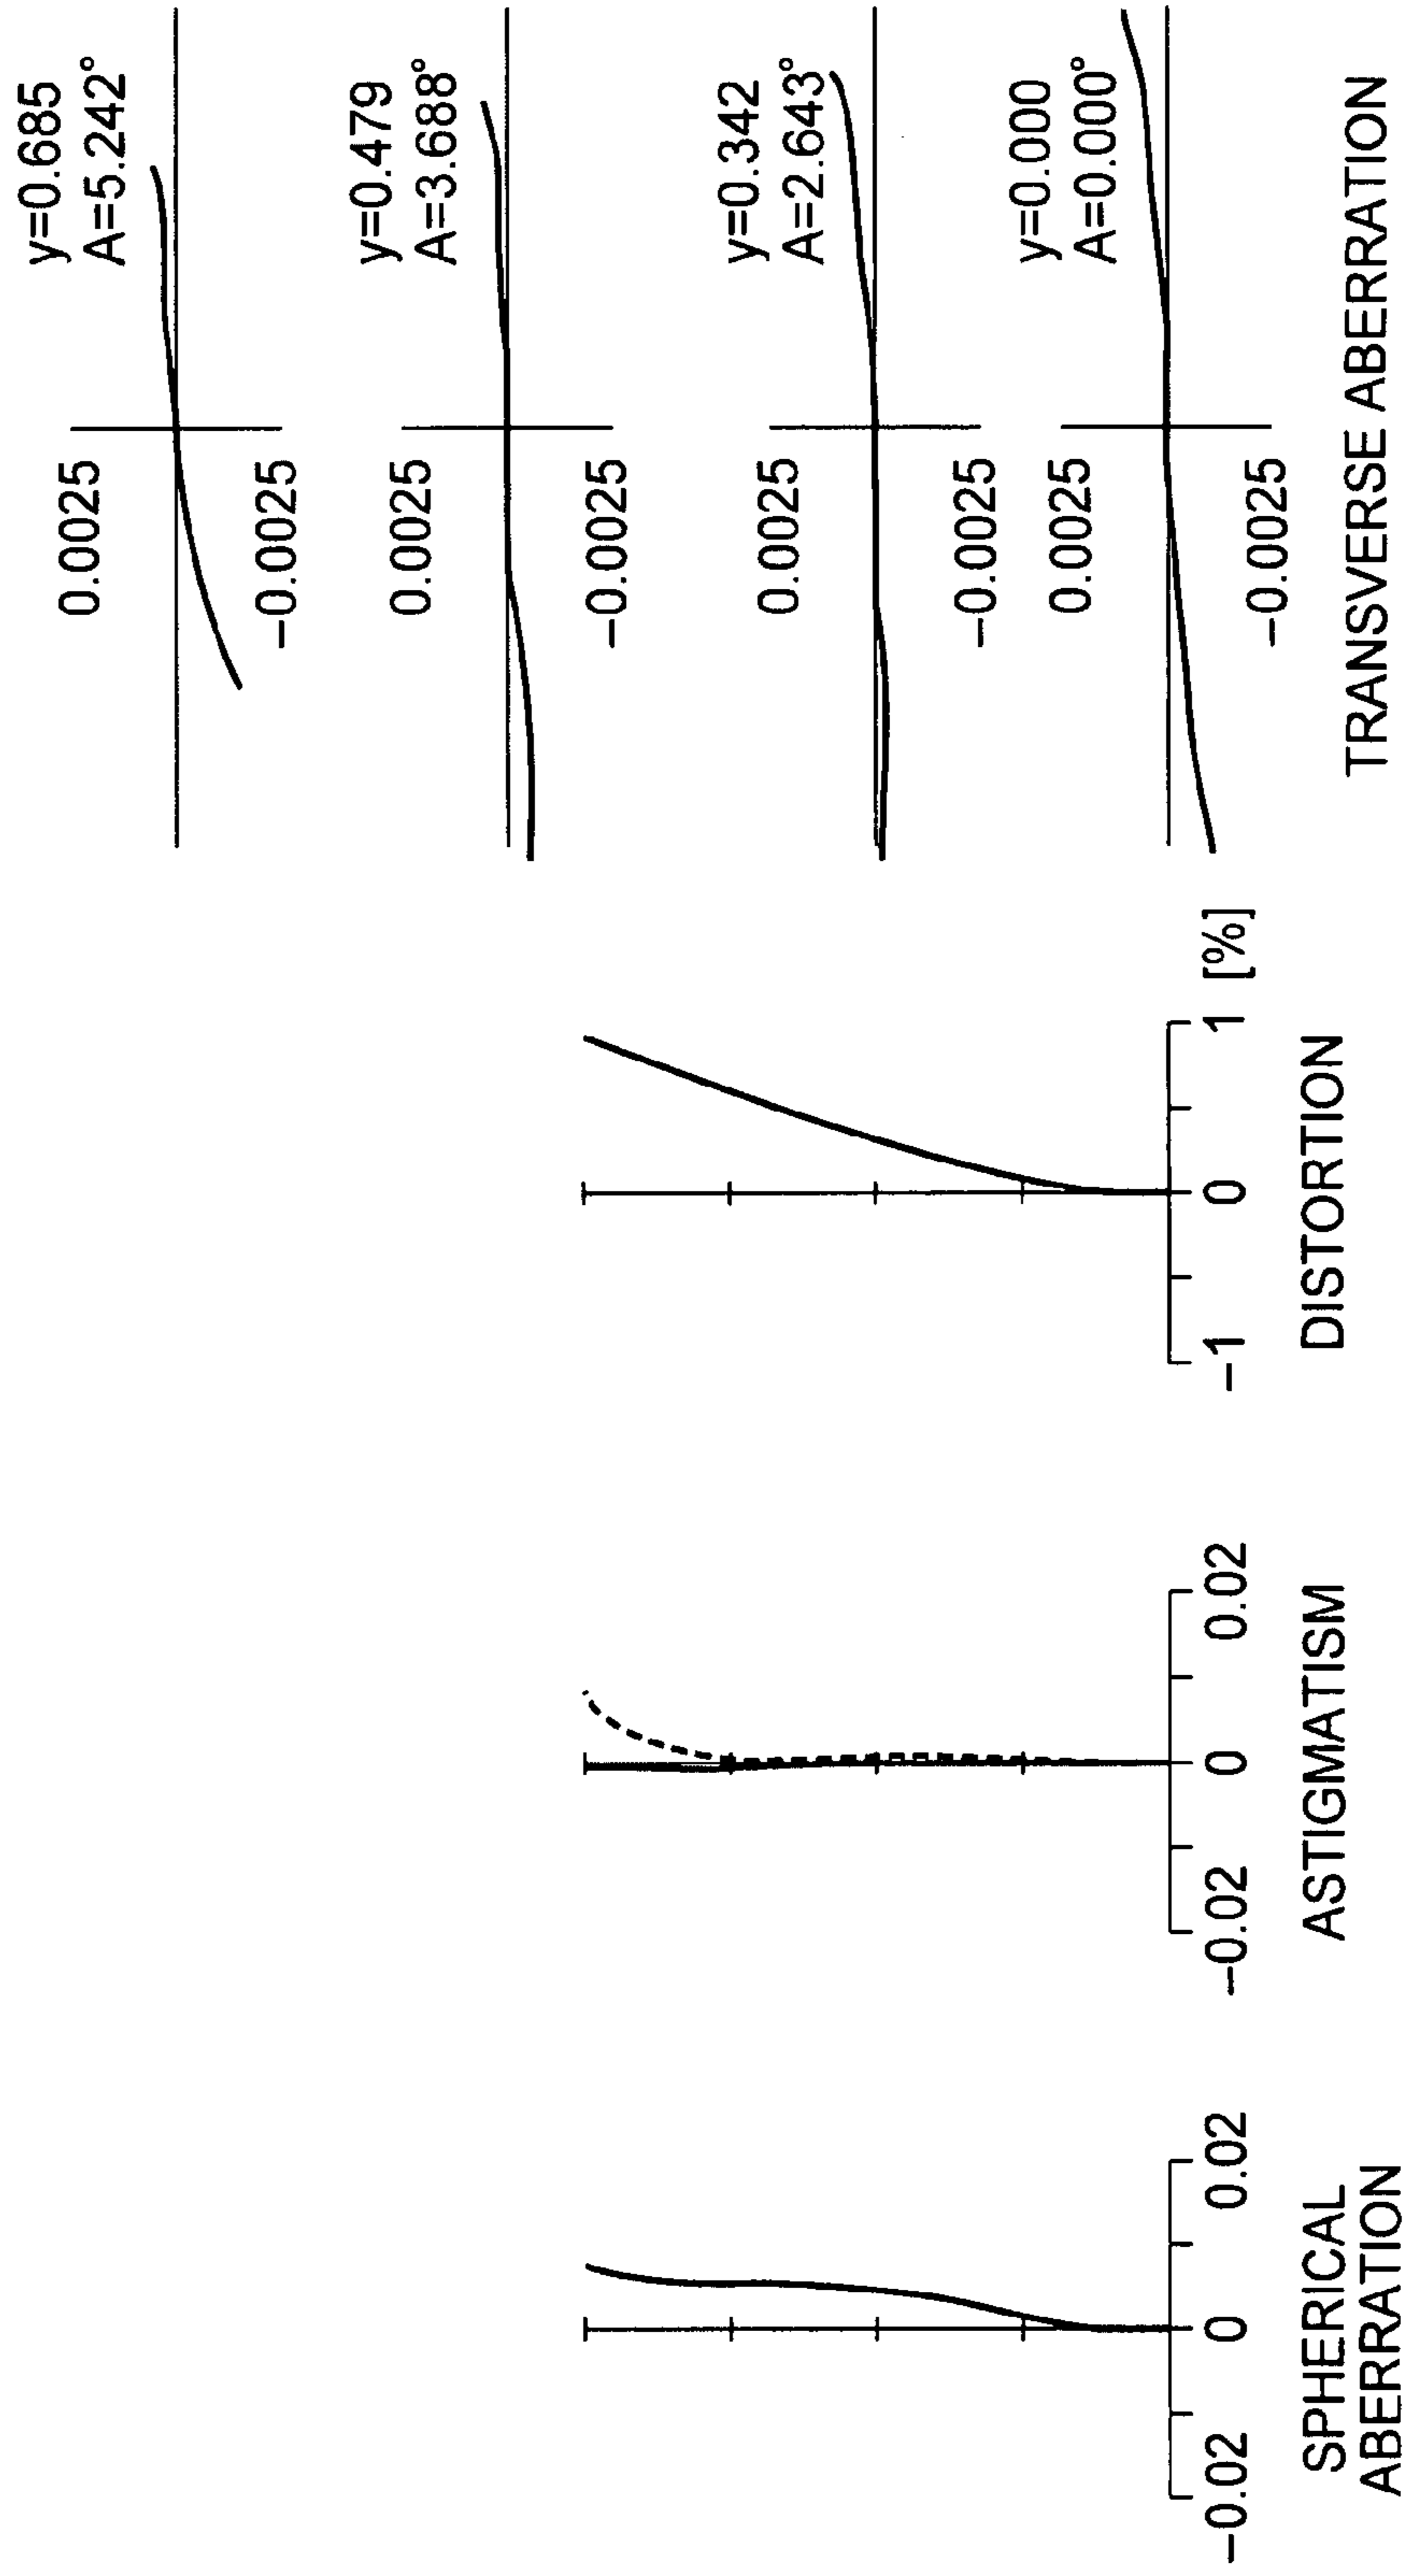 −0.02
0
0.02
SPHERICAL
ABERRATION
−0.02
0
0.02
ASTIGMATISM
−1
0
1 [%]
DISTORTION
0.0025
−0.0025
y=0.685
A=5.242°
0.0025
−0.0025
y=0.479
A=3.688°
0.0025
−0.0025
y=0.342
A=2.643°
0.0025
−0.0025
y=0.000
A=0.000°
TRANSVERSE ABERRATION